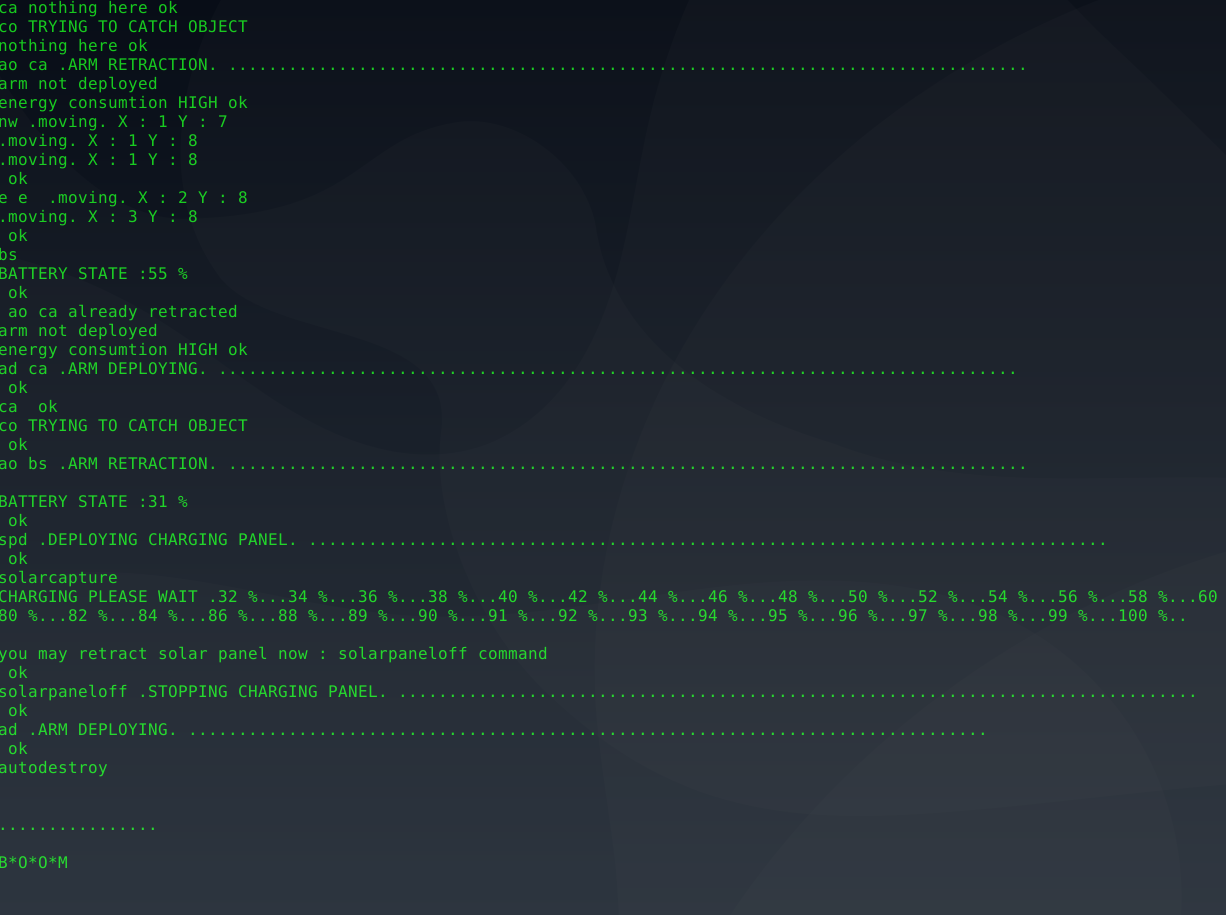 ca nothing here ok
co TRYING TO CATCH OBJECT
nothing here ok
ao ca .ARM RETRACTION. ................................................................................
arm not deployed
energy consumtion HIGH ok
nw .moving. X : 1 Y : 7
.moving. X : 1 Y : 8
.moving. X : 1 Y : 8
ok
e e  .moving. X : 2 Y : 8
.moving. X : 3 Y : 8
ok
bs
BATTERY STATE :55 %
ok
ao ca already retracted
arm not deployed
energy consumtion HIGH ok
ad ca .ARM DEPLOYING. ................................................................................
ok
ca  ok
co TRYING TO CATCH OBJECT
ok
ao bs .ARM RETRACTION. ................................................................................
BATTERY STATE :31 %
ok
spd .DEPLOYING CHARGING PANEL. ................................................................................
ok
solarcapture
CHARGING PLEASE WAIT .32 %...34 %...36 %...38 %...40 %...42 %...44 %...46 %...48 %...50 %...52 %...54 %...56 %...58 %...60
80 %...82 %...84 %...86 %...88 %...89 %...90 %...91 %...92 %...93 %...94 %...95 %...96 %...97 %...98 %...99 %...100 %..
you may retract solar panel now : solarpaneloff command
ok
solarpaneloff .STOPPING CHARGING PANEL. ................................................................................
ok
ad .ARM DEPLOYING. ................................................................................
ok
autodestroy
................
B*O*O*M